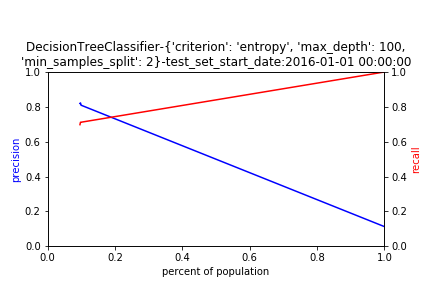 DecisionTreeClassifier-{'criterion': 'entropy', 'max_depth': 100,
'min_samples_split': 2}-test_set_start_date:2016-01-01 00:00:00
1.0
0.8
0.6
0.4
0.2
0.0
precision
1.0
0.8
0.6
0.4
0.2
0.0
recall
0.0 0.2 0.4 0.6 0.8 1.0
percent of population